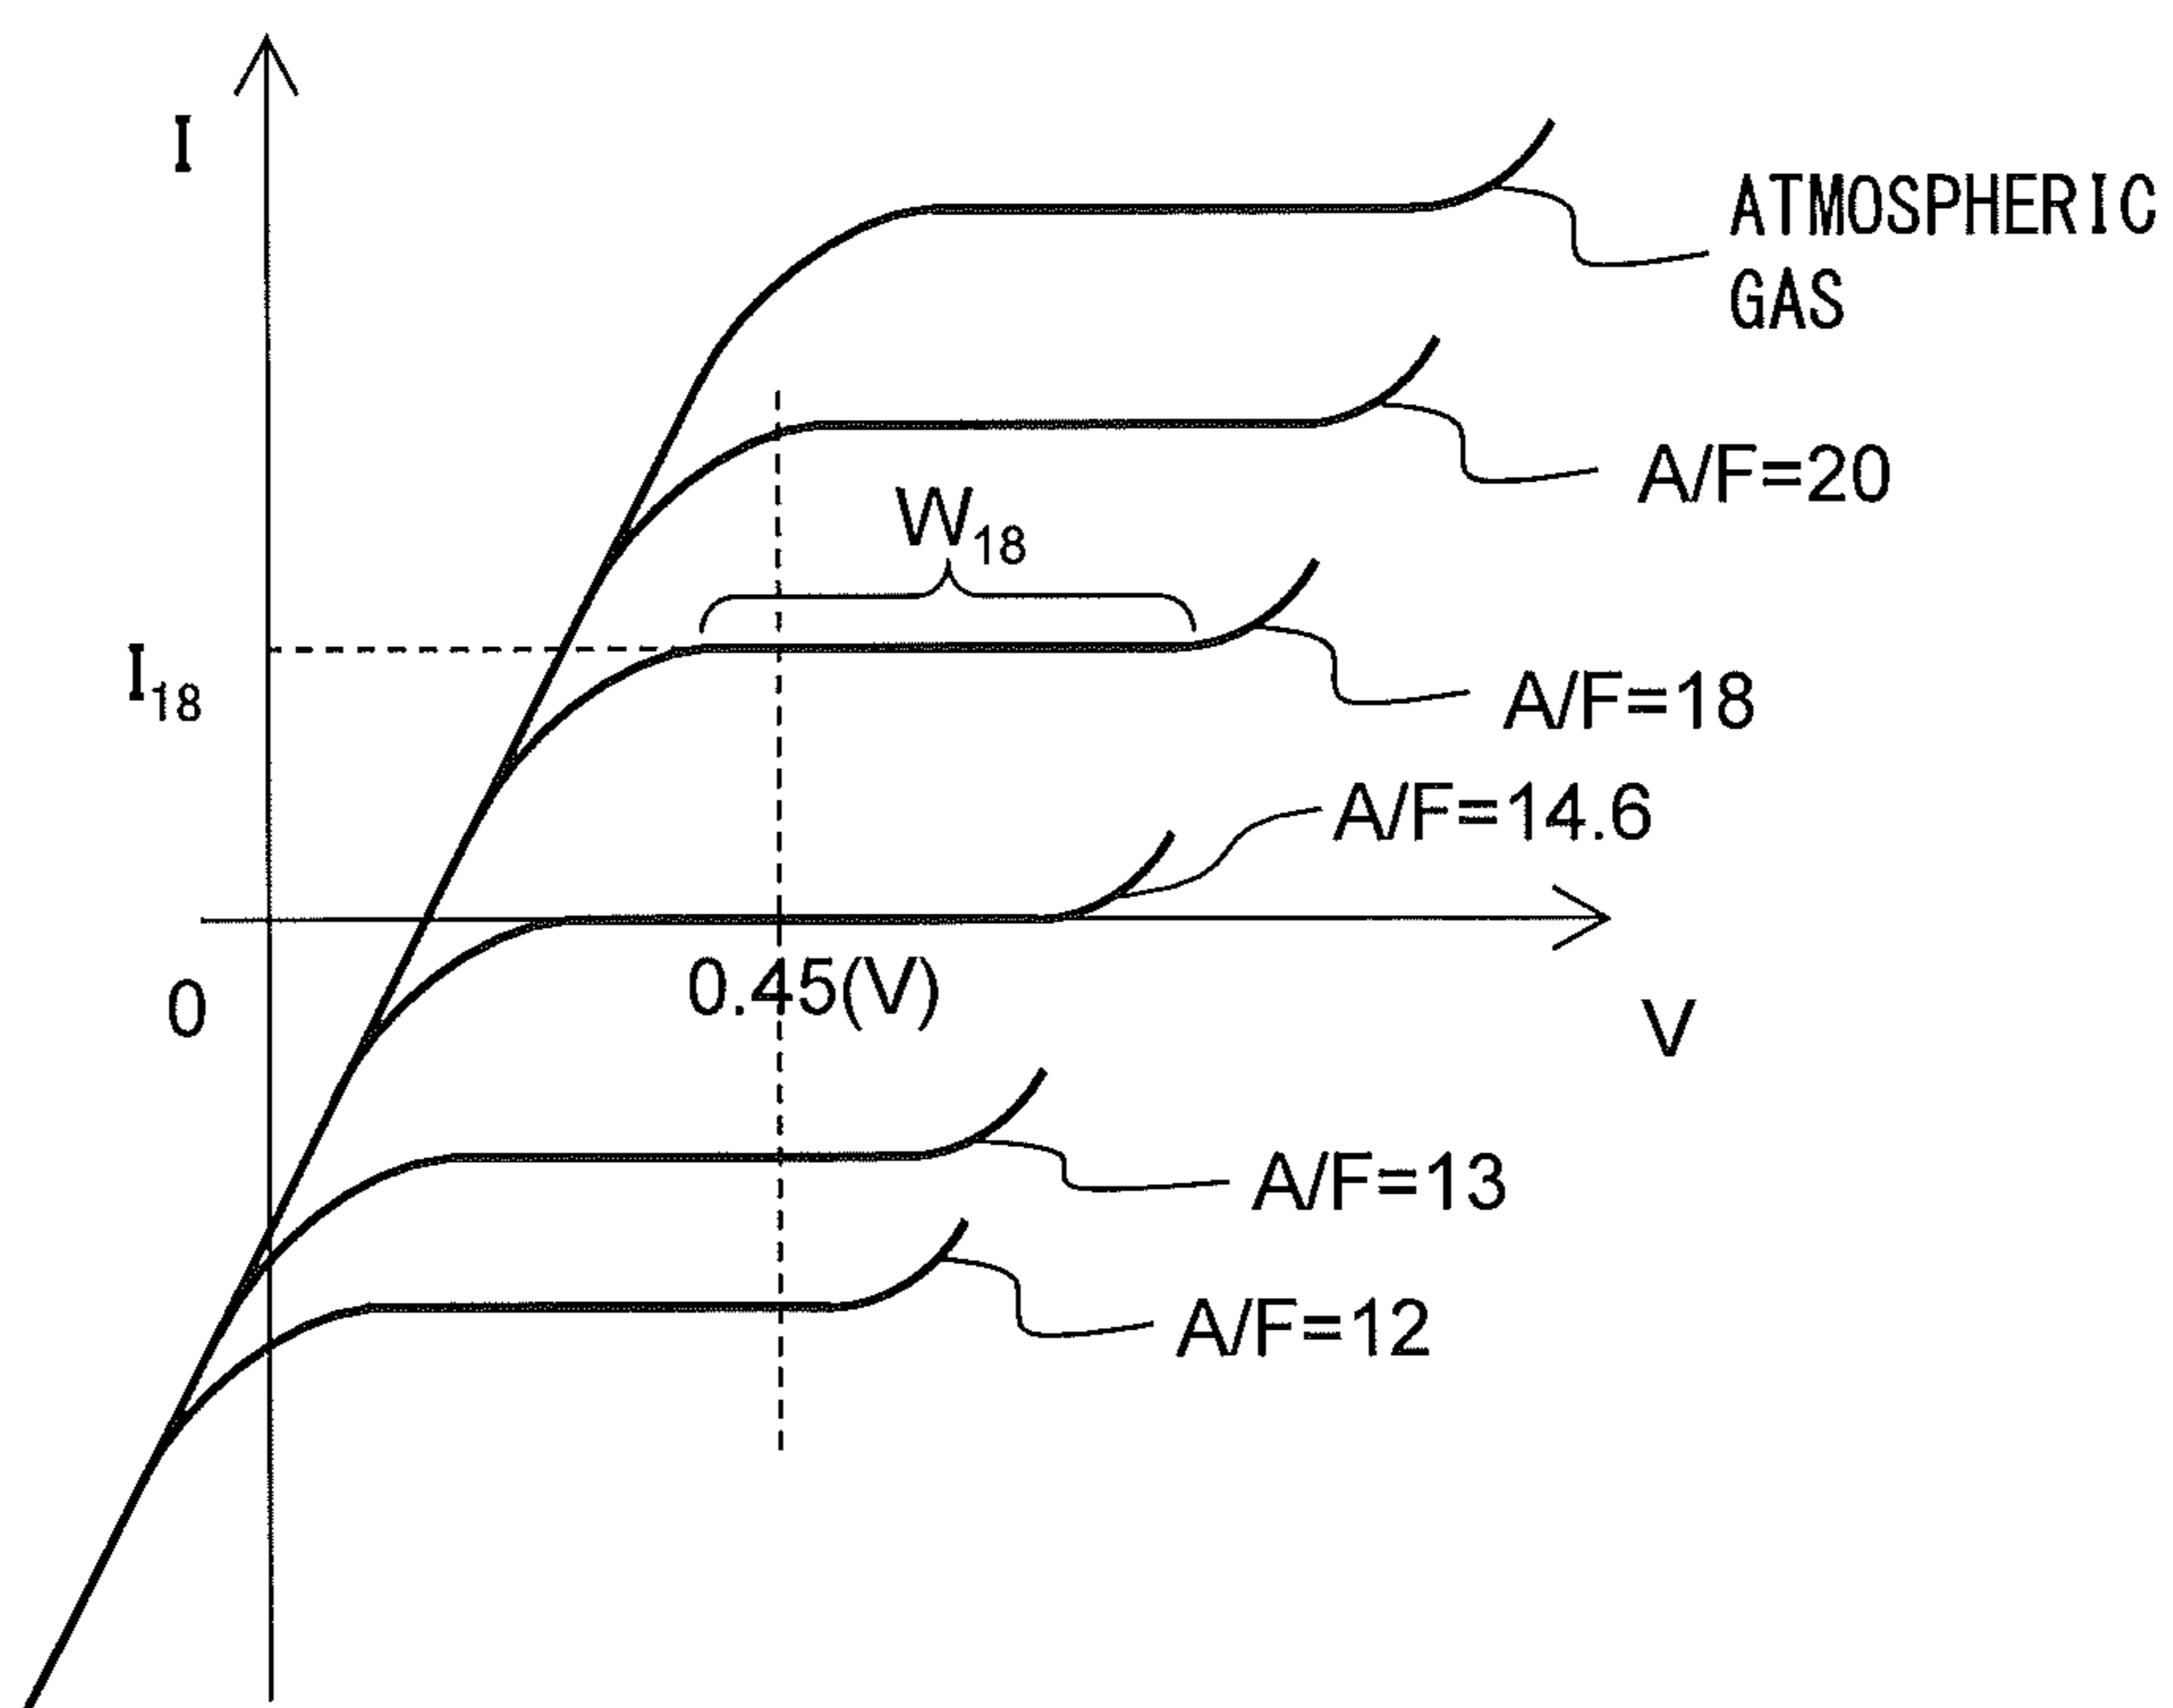 I
ATMOSPHERIC
GAS
A/F=20
W18
I18
A/F=18
A/F=14.6
0
0.45(V)
V
A/F=13
A/F=12